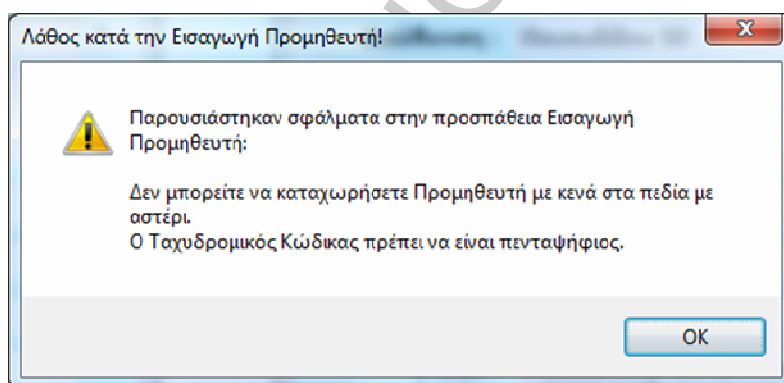 Λάθος κατά την Εισαγωγή Προμηθευτή!
Παρουσιάστηκαν σφάλματα στην προσπάθεια Εισαγωγή
Προμηθευτή:
Δεν μπορείτε να καταχωρήσετε Προμηθευτή με κενά στα πεδία με
αστέρι.
Ο Ταχυδρομικός Κώδικας πρέπει να είναι πενταψήφιος.
OK